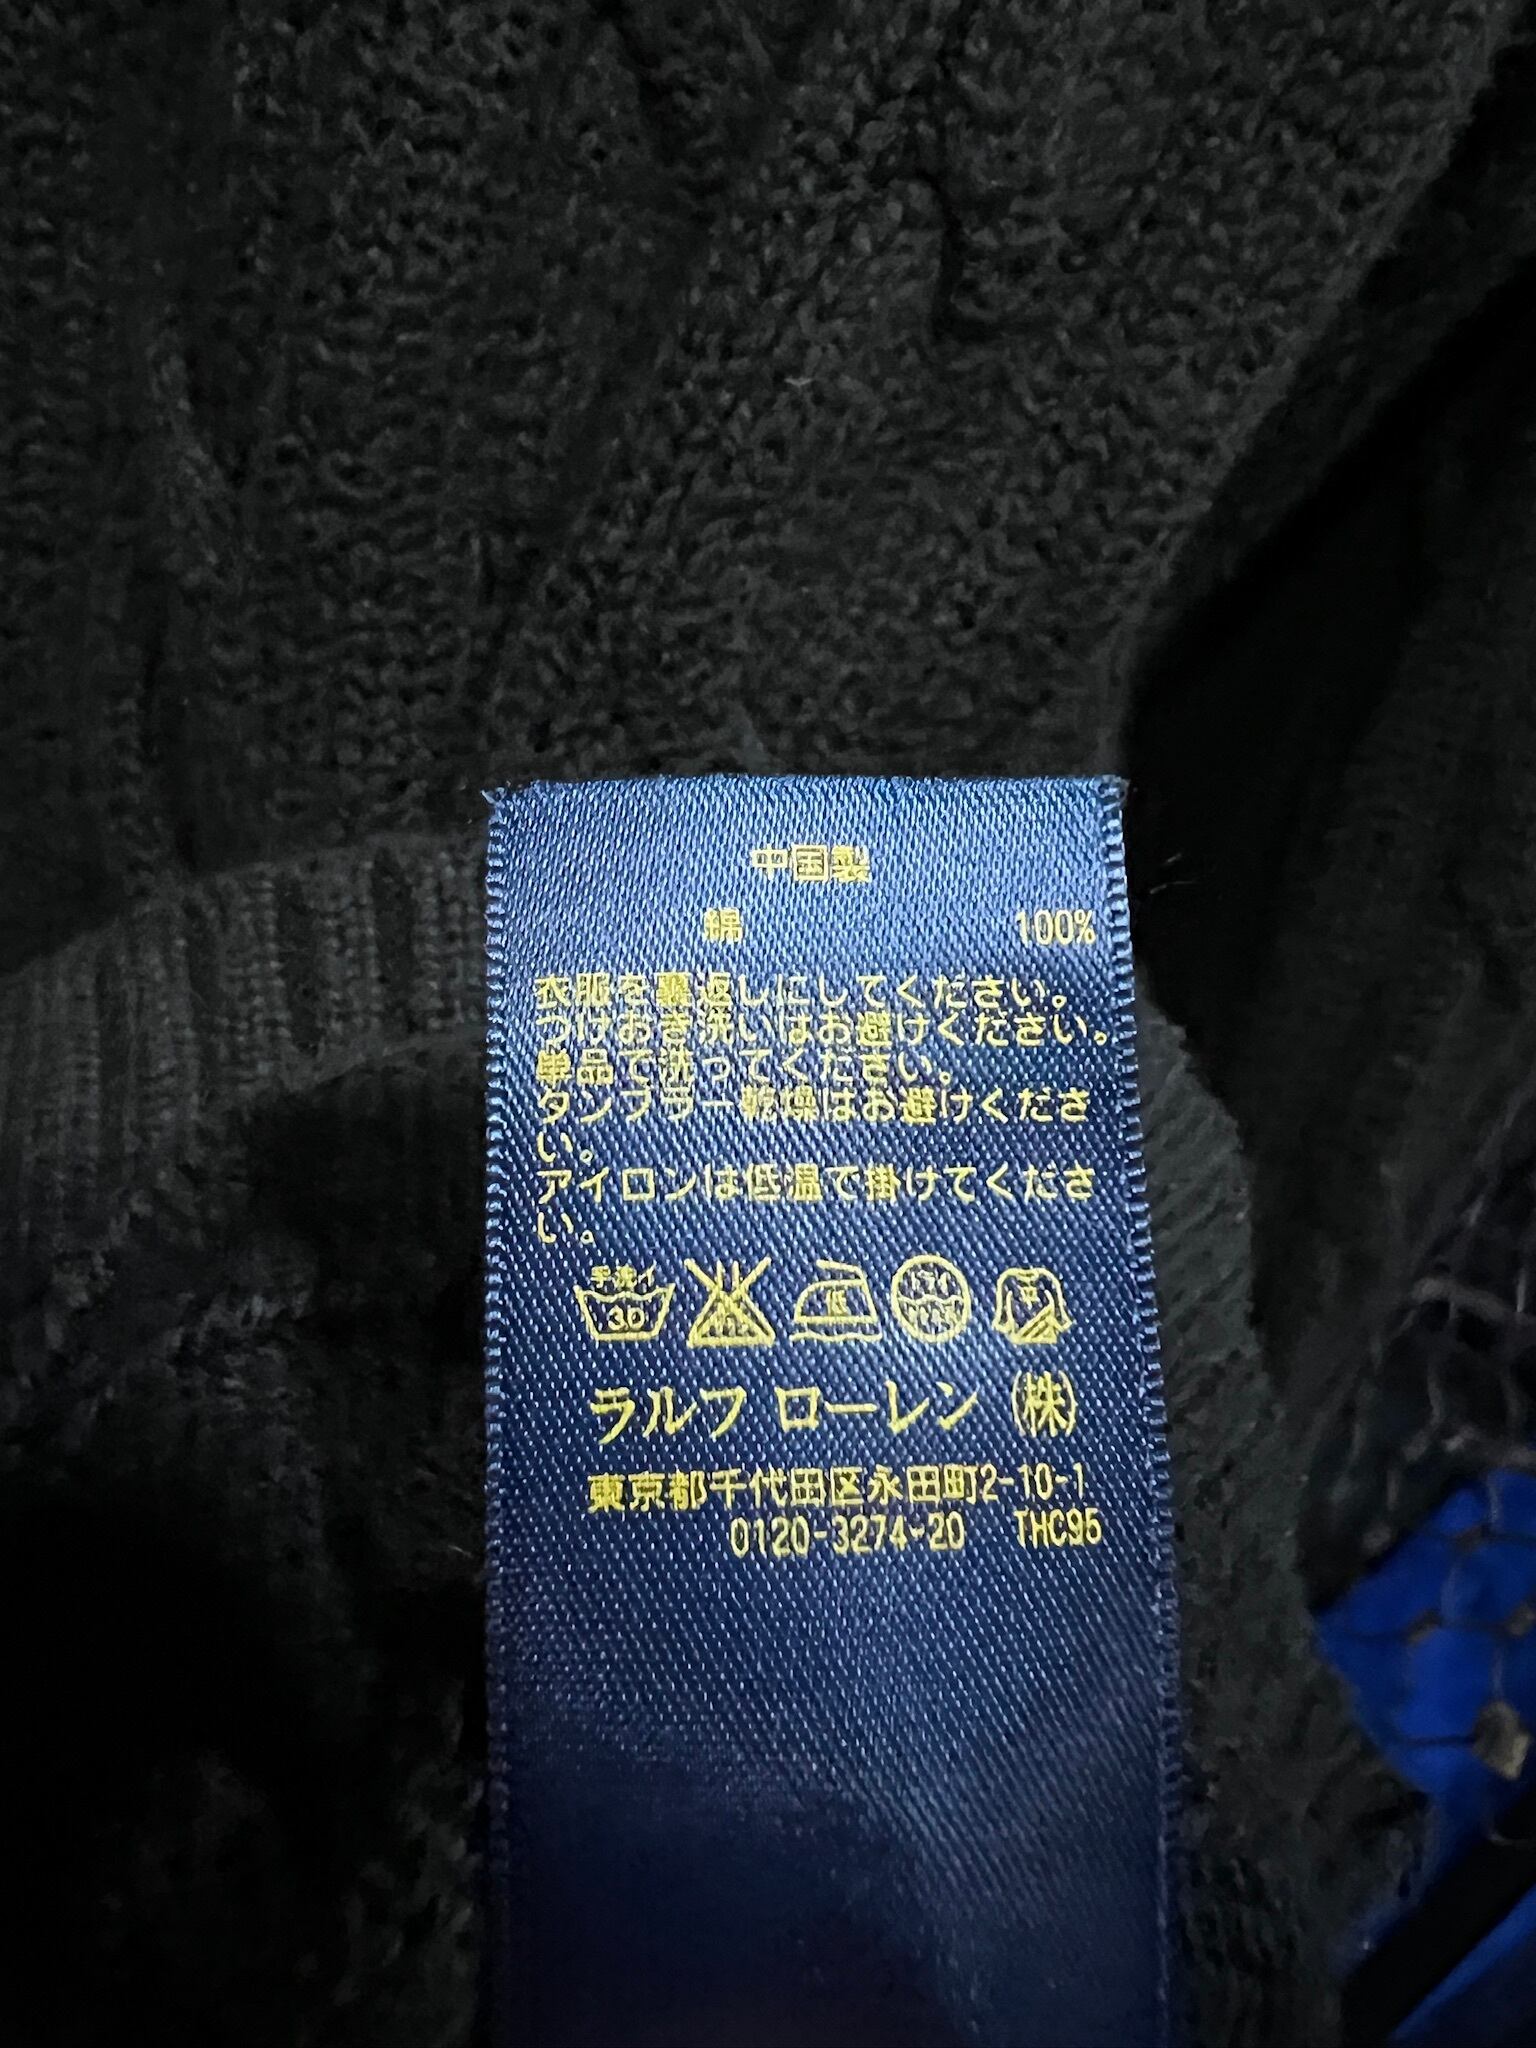 中国製
綿 100%
衣服を裏返しにしてください。
つけおき洗いはお避けください。
単品で洗ってください。
タンブラー乾燥はお避けくださ
い。
アイロンは低温で掛けてくださ
い。
手洗イ
30
低
ドライ
ラルフ ローレン (株)
東京都千代田区永田町2-10-1
0120-3274-20 THC95